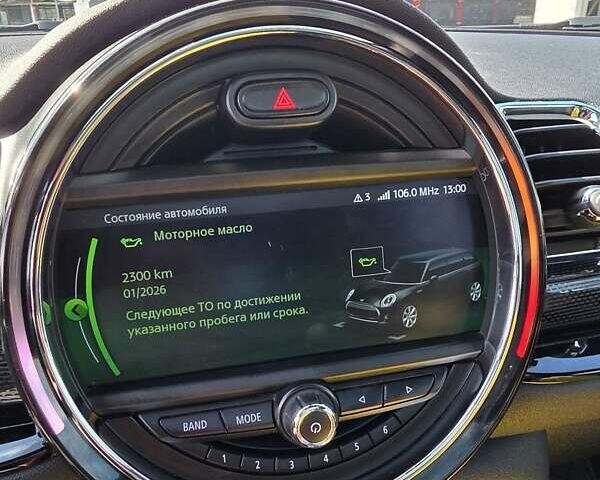 3 106.0 MHz 13:00
Состояние автомобиля
Моторное масло
2300 km
01/2026
Следующее ТО по достижении
указанного пробега или срока.
BAND MODE
1 2 3 4 5 6